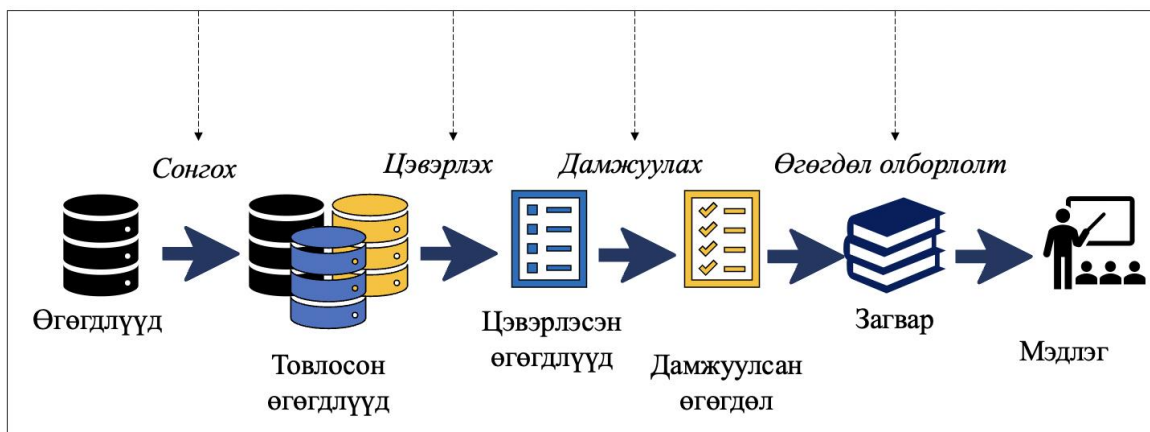 Сонгох
Цэвэрлэх
Дамжуулах
Өгөгдөл олборлолт
Өгөгдлүүд
Товлосон
өгөгдлүүд
Цэвэрлэсэн
өгөгдлүүд
Дамжуулсан
өгөгдөл
Загвар
Мэдлэг